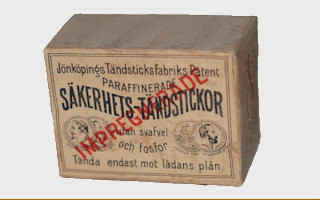 Jönköpings Tändsticksfabriks Patent
PARAFFINERADE
SÄKERHETS-TÄNDSTICKOR
IMPREGNERADE
utan svafvel
och fosfor
Tända endast mot lådans plån